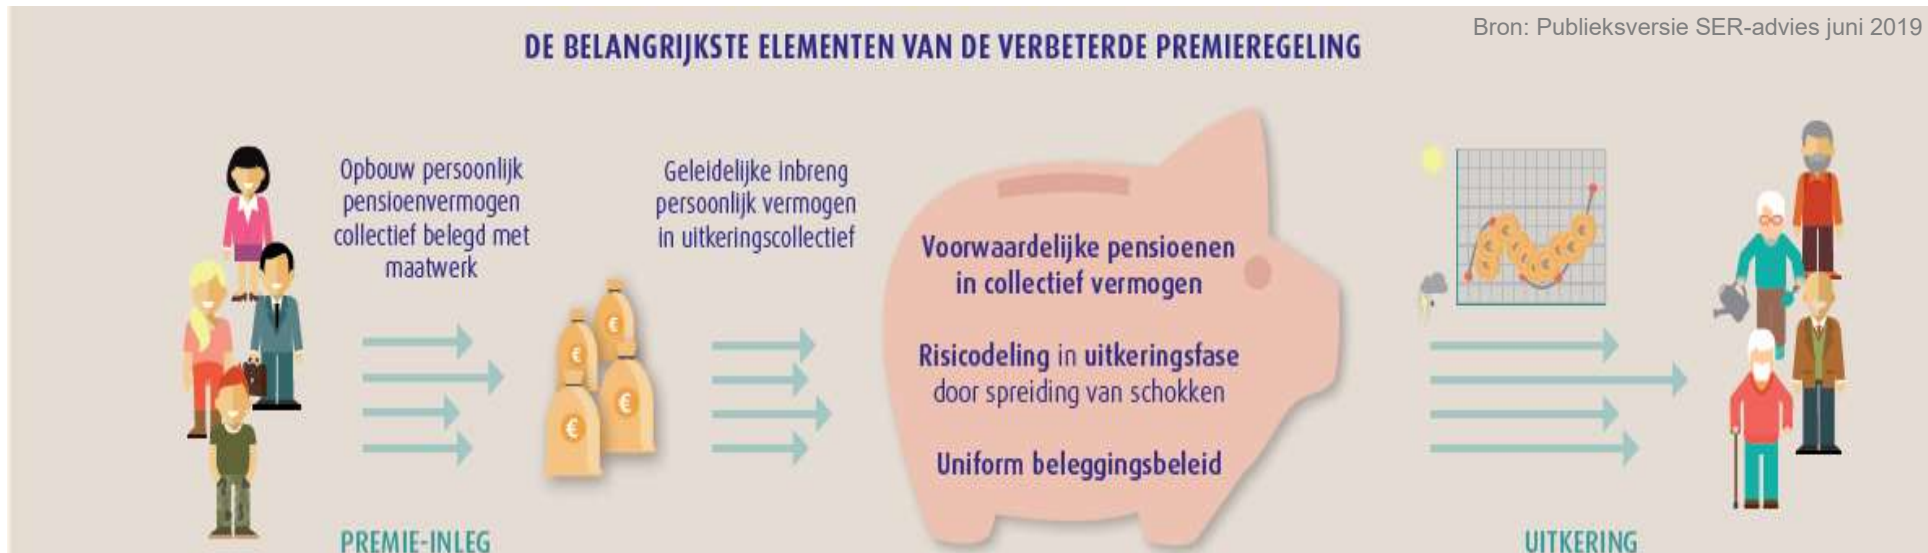 Bron: Publieksversie SER-advies juni 2019
DE BELANGRIJKSTE ELEMENTEN VAN DE VERBETERDE PREMIEREGELING
Opbouw persoonlijk
pensioenvermogen
collectief belegd met
maatwerk
Geleidelijke inbreng
persoonlijk vermogen
in uitkeringscollectief
Voorwaardelijke pensioenen
in collectief vermogen
Risicodeling in uitkeringsfase
door spreiding van schokken
Uniform beleggingsbeleid
PREMIE-INLEG
UITKERING